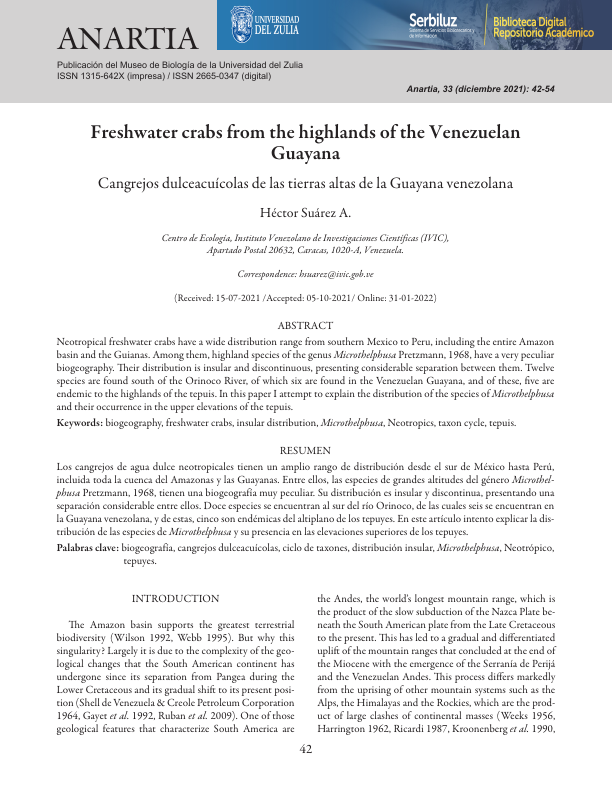 ANARTIA
UNIVERSIDAD
DEL ZULIA
Serbiluz
Sistema de Servicios Bibliotecarios y
de Información
Biblioteca Digital
Repositorio Académico
Publicación del Museo de Biología de la Universidad del Zulia
ISSN 1315-642X (impresa) / ISSN 2665-0347 (digital)
Anartia, 33 (diciembre 2021): 42-54
Freshwater crabs from the highlands of the Venezuelan
Guayana
Cangrejos dulceacuícolas de las tierras altas de la Guayana venezolana
Héctor Suárez A.
Centro de Ecología, Instituto Venezolano de Investigaciones Científicas (IVIC),
Apartado Postal 20632, Caracas, 1020-A, Venezuela.
Correspondence: hsuarez@ivic.gob.ve
(Received: 15-07-2021 /Accepted: 05-10-2021/ Online: 31-01-2022)
ABSTRACT
Neotropical freshwater crabs have a wide distribution range from southern Mexico to Peru, including the entire Amazon
basin and the Guianas. Among them, highland species of the genus Microthelphusa Pretzmann, 1968, have a very peculiar
biogeography. Their distribution is insular and discontinuous, presenting considerable separation between them. Twelve
species are found south of the Orinoco River, of which six are found in the Venezuelan Guayana, and of these, five are
endemic to the highlands of the tepuis. In this paper I attempt to explain the distribution of the species of Microthelphusa
and their occurrence in the upper elevations of the tepuis.
Keywords: biogeography, freshwater crabs, insular distribution, Microthelphusa, Neotropics, taxon cycle, tepuis.
RESUMEN
Los cangrejos de agua dulce neotropicales tienen un amplio rango de distribución desde el sur de México hasta Perú,
incluida toda la cuenca del Amazonas y las Guayanas. Entre ellos, las especies de grandes altitudes del género Microthel-
phusa Pretzmann, 1968, tienen una biogeografía muy peculiar. Su distribución es insular y discontinua, presentando una
separación considerable entre ellos. Doce especies se encuentran al sur del río Orinoco, de las cuales seis se encuentran en
la Guayana venezolana, y de estas, cinco son endémicas del altiplano de los tepuyes. En este artículo intento explicar la dis-
tribución de las especies de Microthelphusa y su presencia en las elevaciones superiores de los tepuyes.
Palabras clave: biogeografía, cangrejos dulceacuícolas, ciclo de taxones, distribución insular, Microthelphusa, Neotrópico,
tepuyes.
INTRODUCTION
The Amazon basin supports the greatest terrestrial
biodiversity (Wilson 1992, Webb 1995). But why this
singularity? Largely it is due to the complexity of the geo-
logical changes that the South American continent has
undergone since its separation from Pangea during the
Lower Cretaceous and its gradual shift to its present posi-
tion (Shell de Venezuela & Creole Petroleum Corporation
1964, Gayet et al. 1992, Ruban et al. 2009). One of those
geological features that characterize South America are
the Andes, the world's longest mountain range, which is
the product of the slow subduction of the Nazca Plate be-
neath the South American plate from the Late Cretaceous
to the present. This has led to a gradual and differentiated
uplift of the mountain ranges that concluded at the end of
the Miocene with the emergence of the Serranía de Perijá
and the Venezuelan Andes. This process differs markedly
from the uprising of other mountain systems such as the
Alps, the Himalayas and the Rockies, which are the prod-
uct of large clashes of continental masses (Weeks 1956,
Harrington 1962, Ricardi 1987, Kroonenberg et al. 1990,
42